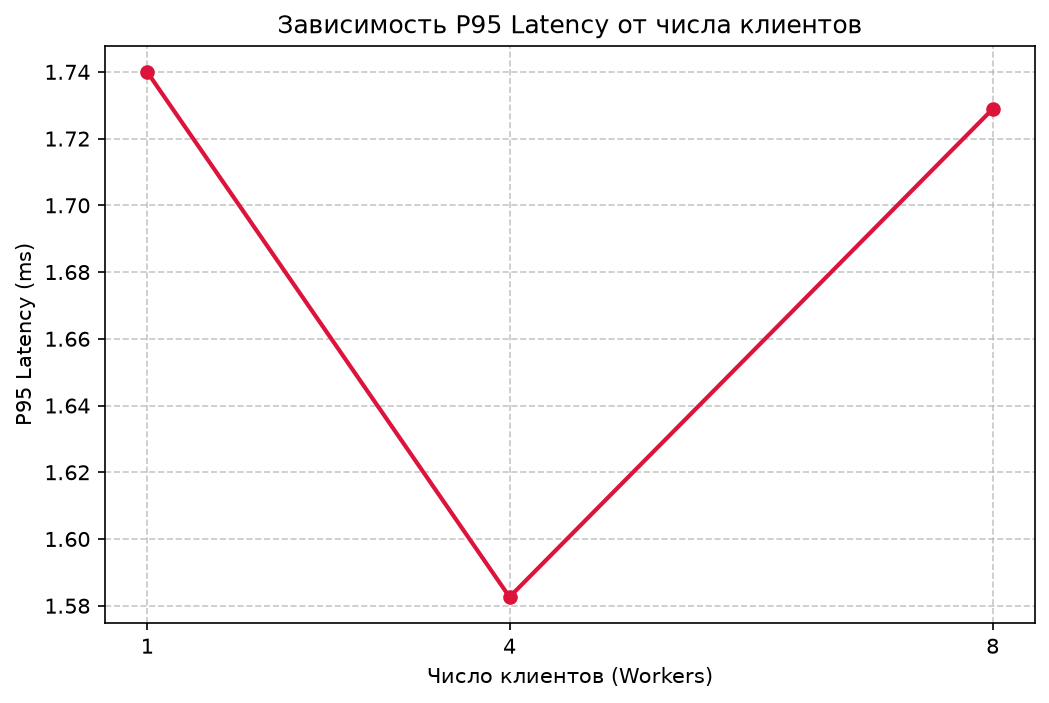 Зависимость P95 Latency от числа клиентов
P95 Latency (ms)
1.74
1.72
1.70
1.68
1.66
1.64
1.62
1.60
1.58
1 4 8
Число клиентов (Workers)